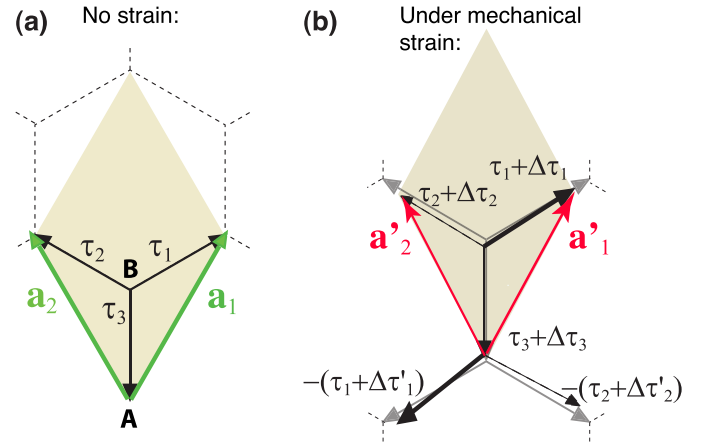 (a) No strain:
τ2 τ1
B
a2 τ3 a1
A
(b) Under mechanical
strain:
τ1+Δτ1
τ2+Δτ2
a'2 a'1
τ3+Δτ3
−(τ1+Δτ'1) −(τ2+Δτ'2)